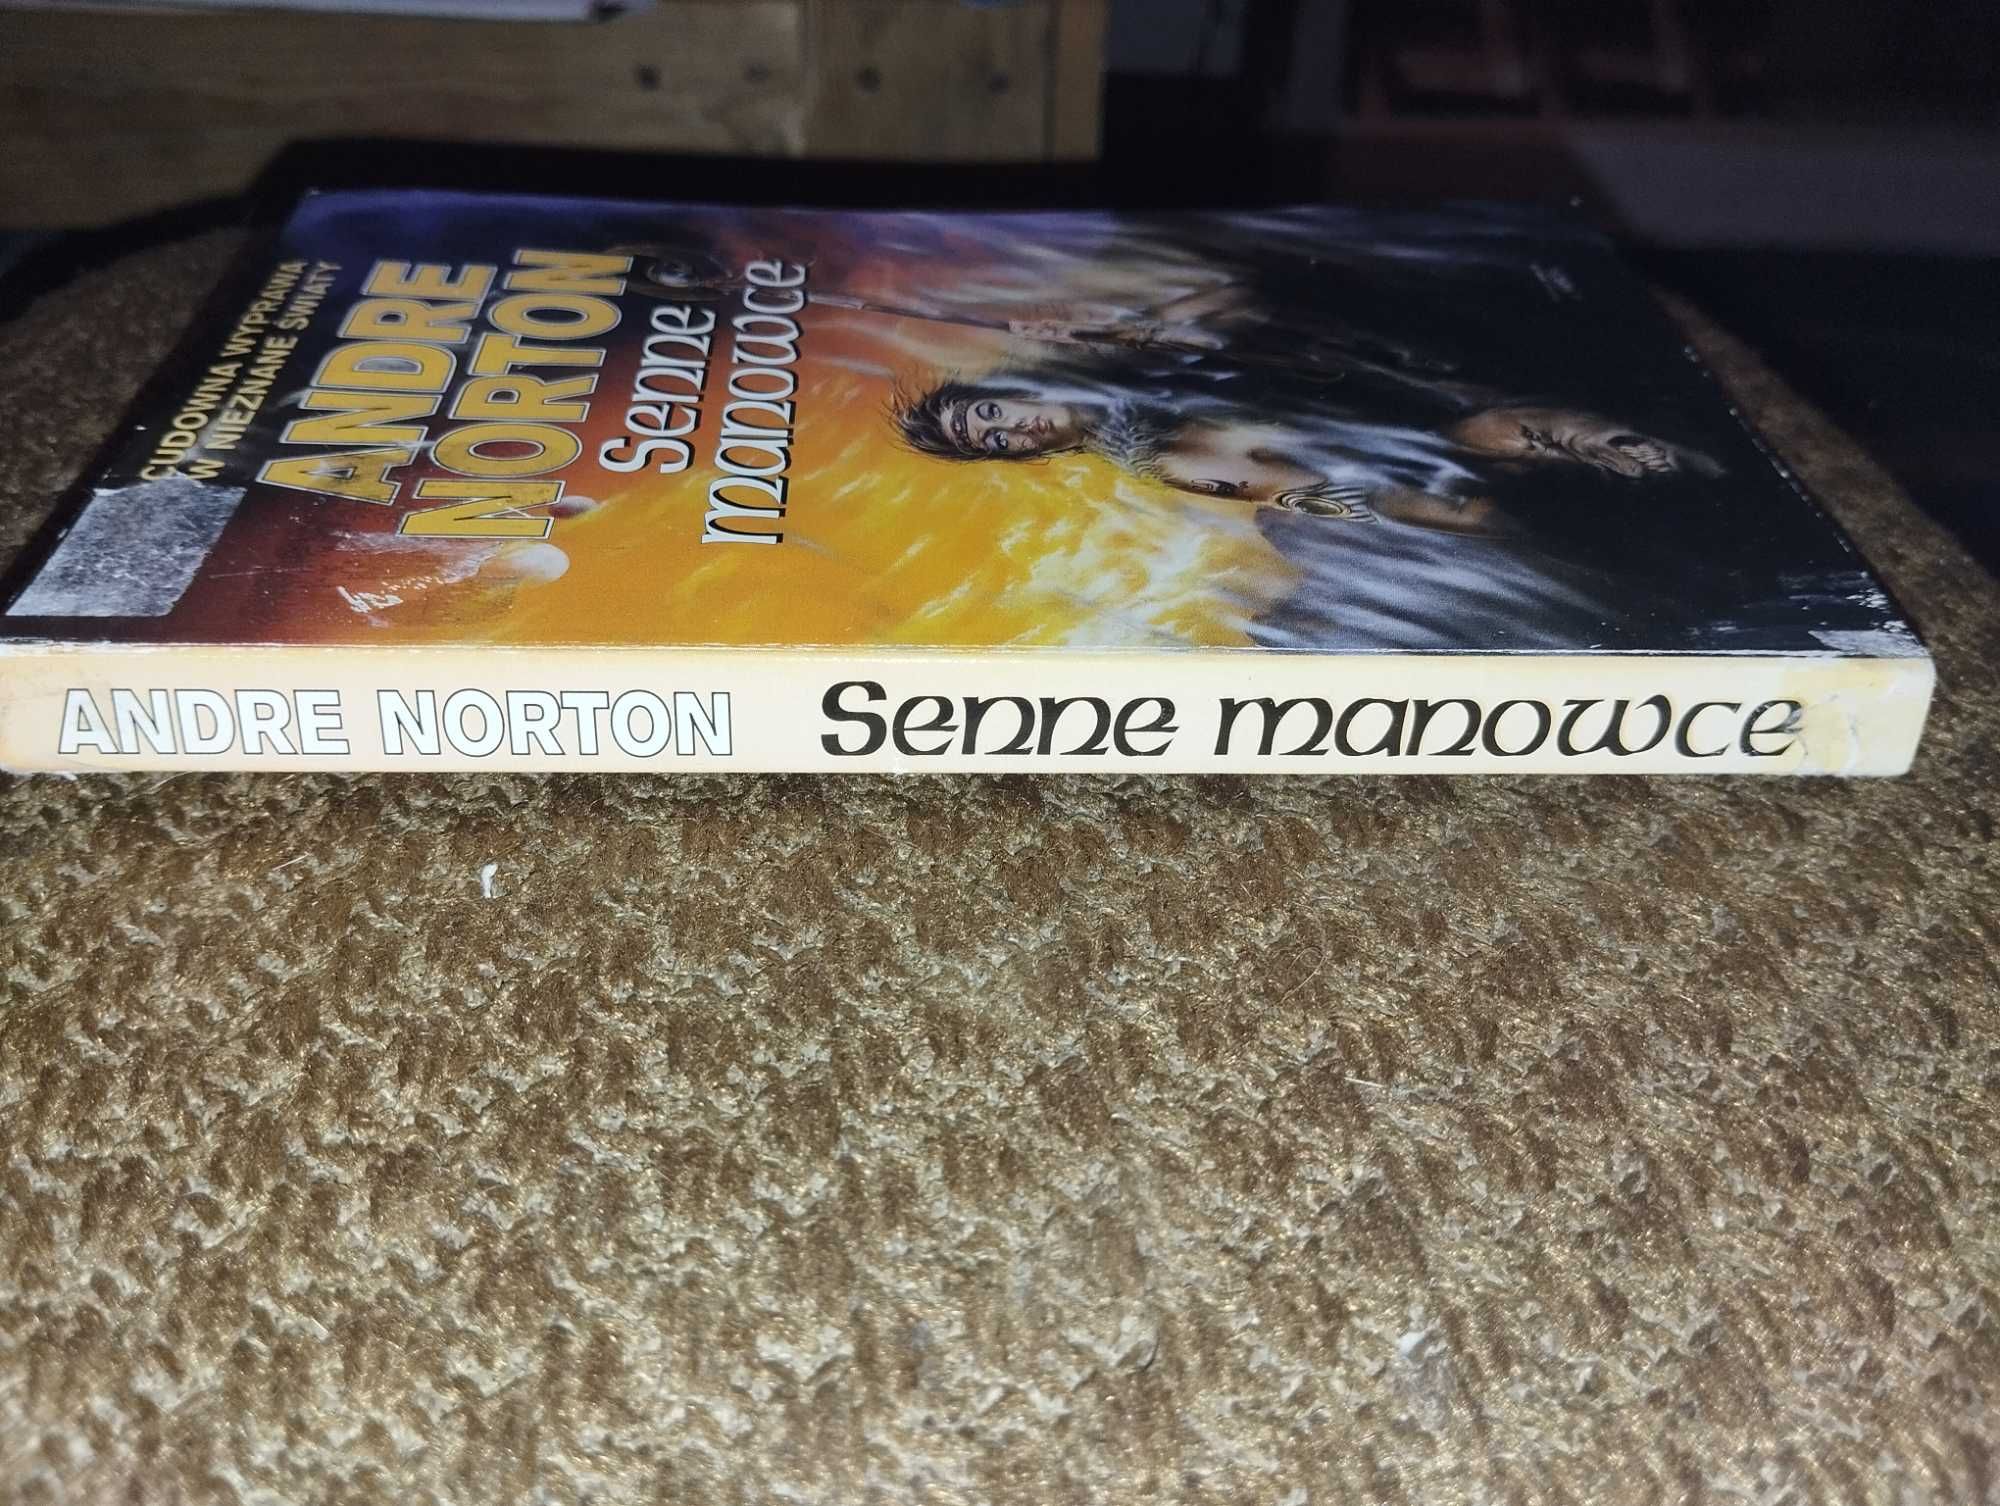 CUDOWNA WYPRAWA
W NIEZNANE ŚWIATY
ANDRE
NORTON
Senne
manowce
ANDRE NORTON Senne manowce